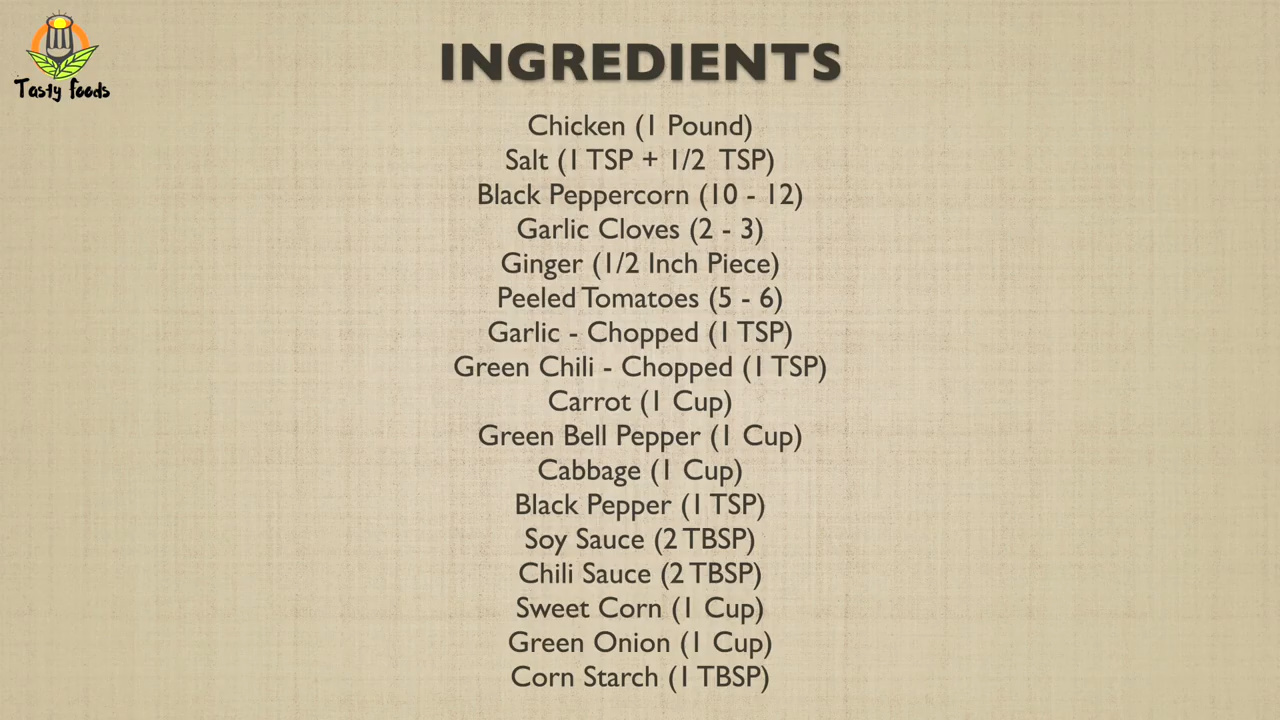 Tasty foods
INGREDIENTS
Chicken (1 Pound)
Salt (1 TSP + 1/2 TSP)
Black Peppercorn (10 - 12)
Garlic Cloves (2 - 3)
Ginger (1/2 Inch Piece)
Peeled Tomatoes (5 - 6)
Garlic - Chopped (1 TSP)
Green Chili - Chopped (1 TSP)
Carrot (1 Cup)
Green Bell Pepper (1 Cup)
Cabbage (1 Cup)
Black Pepper (1 TSP)
Soy Sauce (2 TBSP)
Chili Sauce (2 TBSP)
Sweet Corn (1 Cup)
Green Onion (1 Cup)
Corn Starch (1 TBSP)